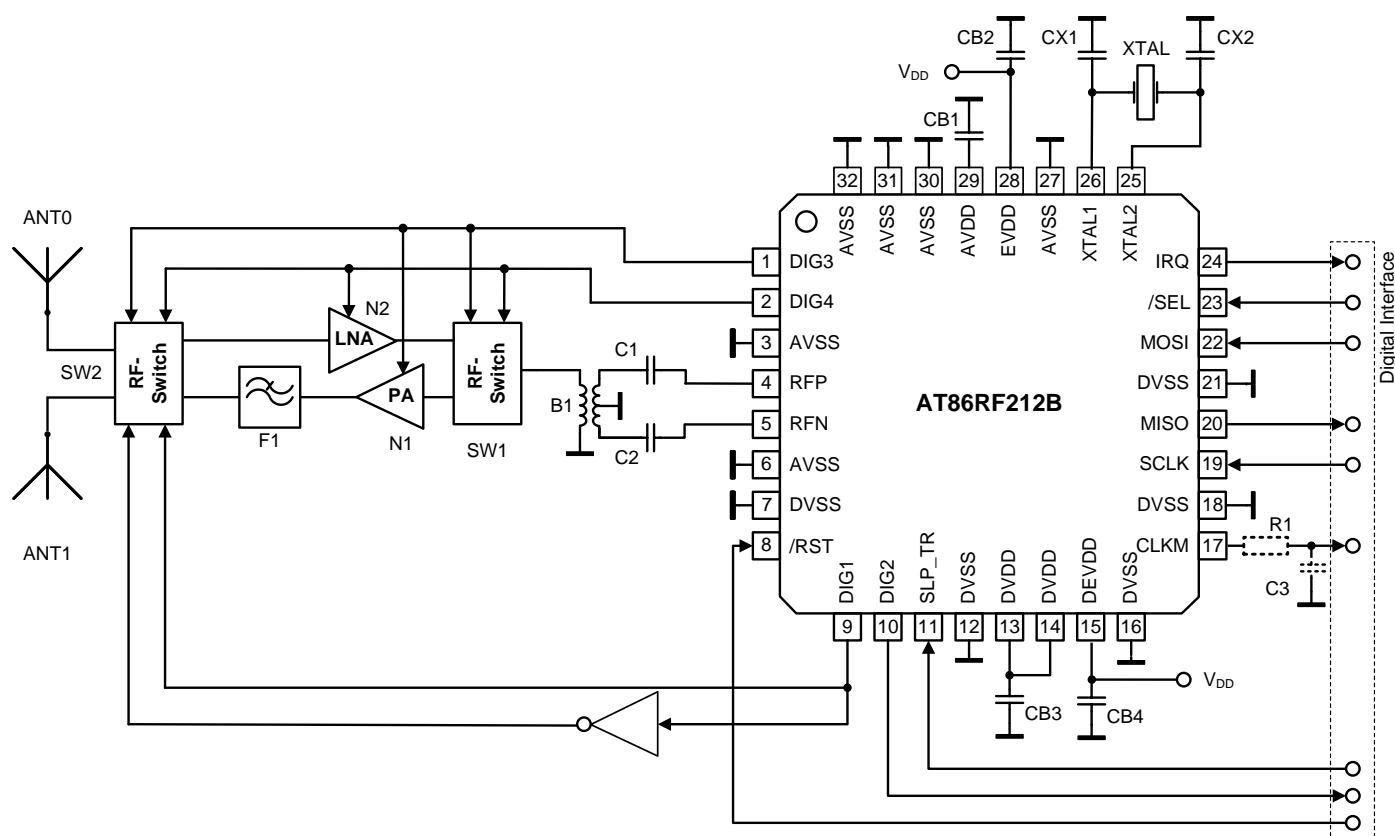 CB2
CX1
XTAL
CX2
VDD
CB1
32 31 30 29 28 27 26 25
AVSS
AVSS
AVSS
AVDD
EVDD
AVSS
XTAL1
XTAL2
ANT0
ANT1
SW2
RF-
Switch
F1
N2
LNA
PA
N1
RF-
Switch
SW1
B1
C1
C2
1 DIG3
2 DIG4
3 AVSS
4 RFP
5 RFN
6 AVSS
7 DVSS
8 /RST
AT86RF212B
IRQ 24
/SEL 23
MOSI 22
DVSS 21
MISO 20
SCLK 19
DVSS 18
CLKM 17
R1
C3
Digital Interface
DIG1
DIG2
SLP_TR
DVSS
DVDD
DVDD
DEVDD
DVSS
9 10 11 12 13 14 15 16
CB3
CB4
VDD